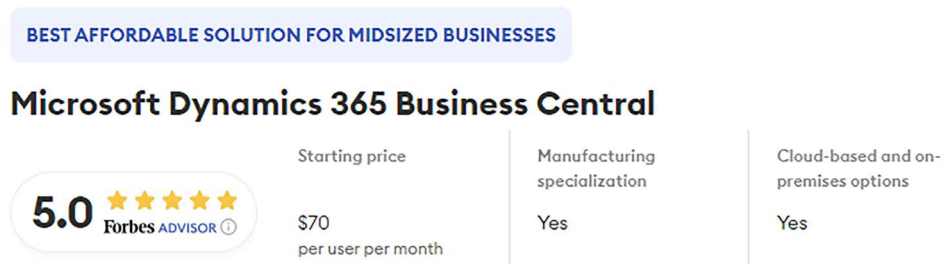 BEST AFFORDABLE SOLUTION FOR MIDSIZED BUSINESSES
Microsoft Dynamics 365 Business Central
5.0
Forbes ADVISOR
Starting price
$70
per user per month
Manufacturing
specialization
Yes
Cloud-based and on-
premises options
Yes